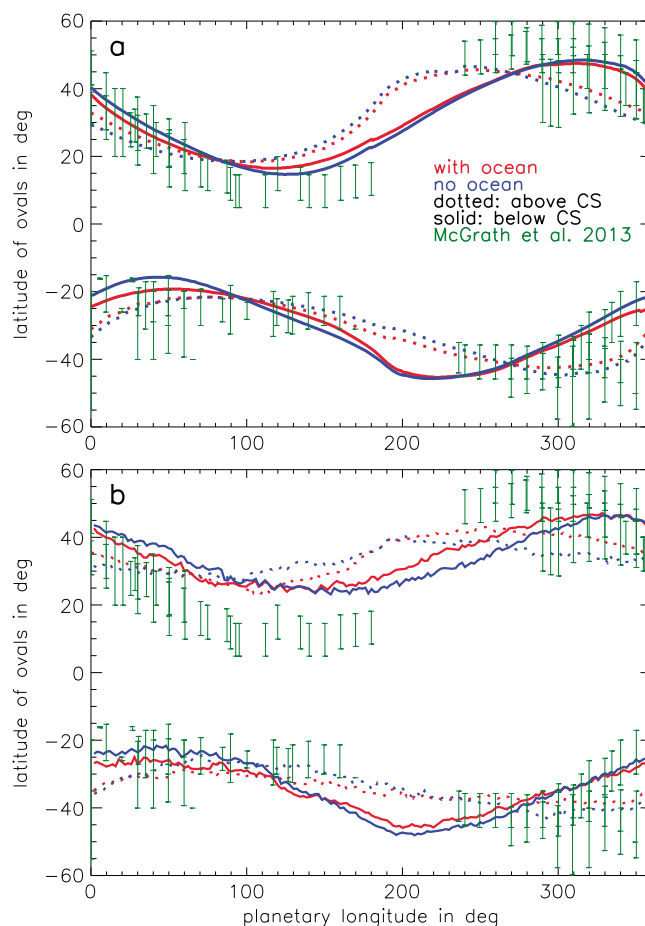 a
60
40
20
0
−20
−40
−60
latitude of ovals in deg
with ocean
no ocean
dotted: above CS
solid: below CS
McGrath et al. 2013
0
100
200
300
b
60
40
20
0
−20
−40
−60
latitude of ovals in deg
0
100
200
300
planetary longitude in deg